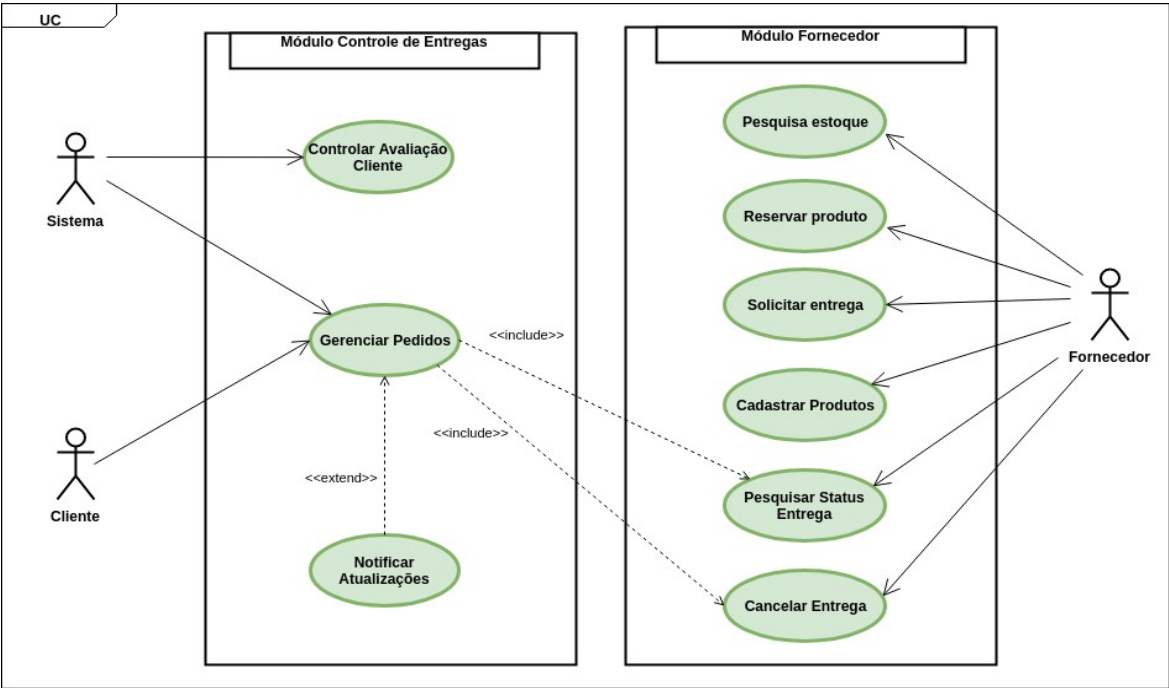 UC
Módulo Controle de Entregas
Módulo Fornecedor
Controlar Avaliação
Cliente
Sistema
Gerenciar Pedidos
<<include>>
<<include>>
<<extend>>
Cliente
Notificar
Atualizações
Pesquisa estoque
Reservar produto
Solicitar entrega
Cadastrar Produtos
Pesquisar Status
Entrega
Cancelar Entrega
Fornecedor